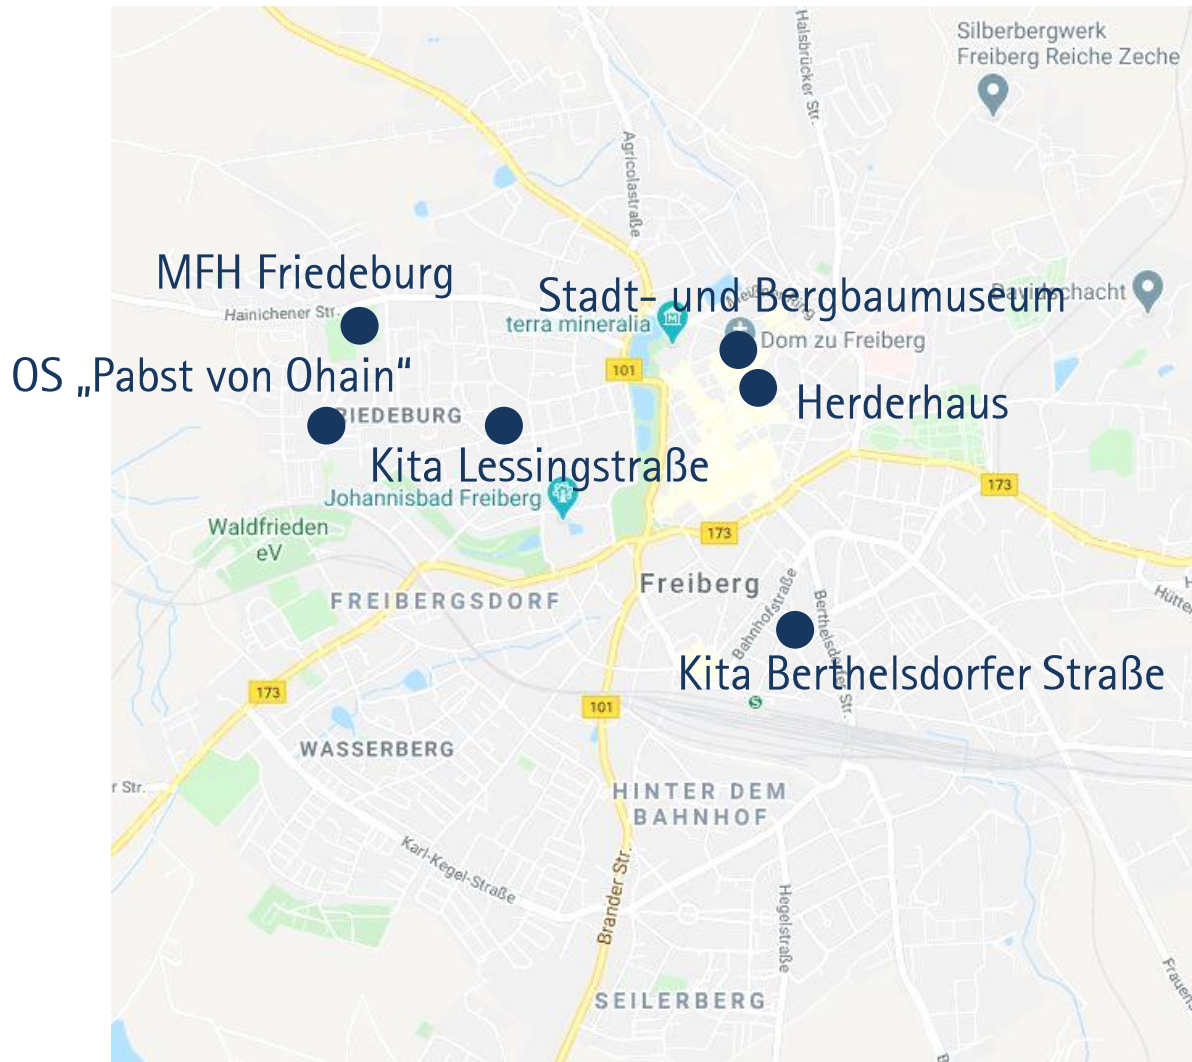 Silberbergwerk
Freiberg Reiche Zeche
Halsbrücker Str.
Agricolastraße
MFH Friedeburg
Stadt- und Bergbaumuseum
Davidschacht
Hainichener Str.
terra mineralia
Dom zu Freiberg
OS „Pabst von Ohain“
101
Herderhaus
Kita Lessingstraße
Johannisbad Freiberg
173
Waldfrieden
eV
173
Freiberg
FREIBERGSDORF
Bahnhofstraße
Berthelsdorfer Str.
Kita Berthelsdorfer Straße
173
101
S
WASSERBERG
r Str.
HINTER DEM
BAHNHOF
Karl-Kegel-Straße
Brander Str.
Hegelstraße
SEILERBERG